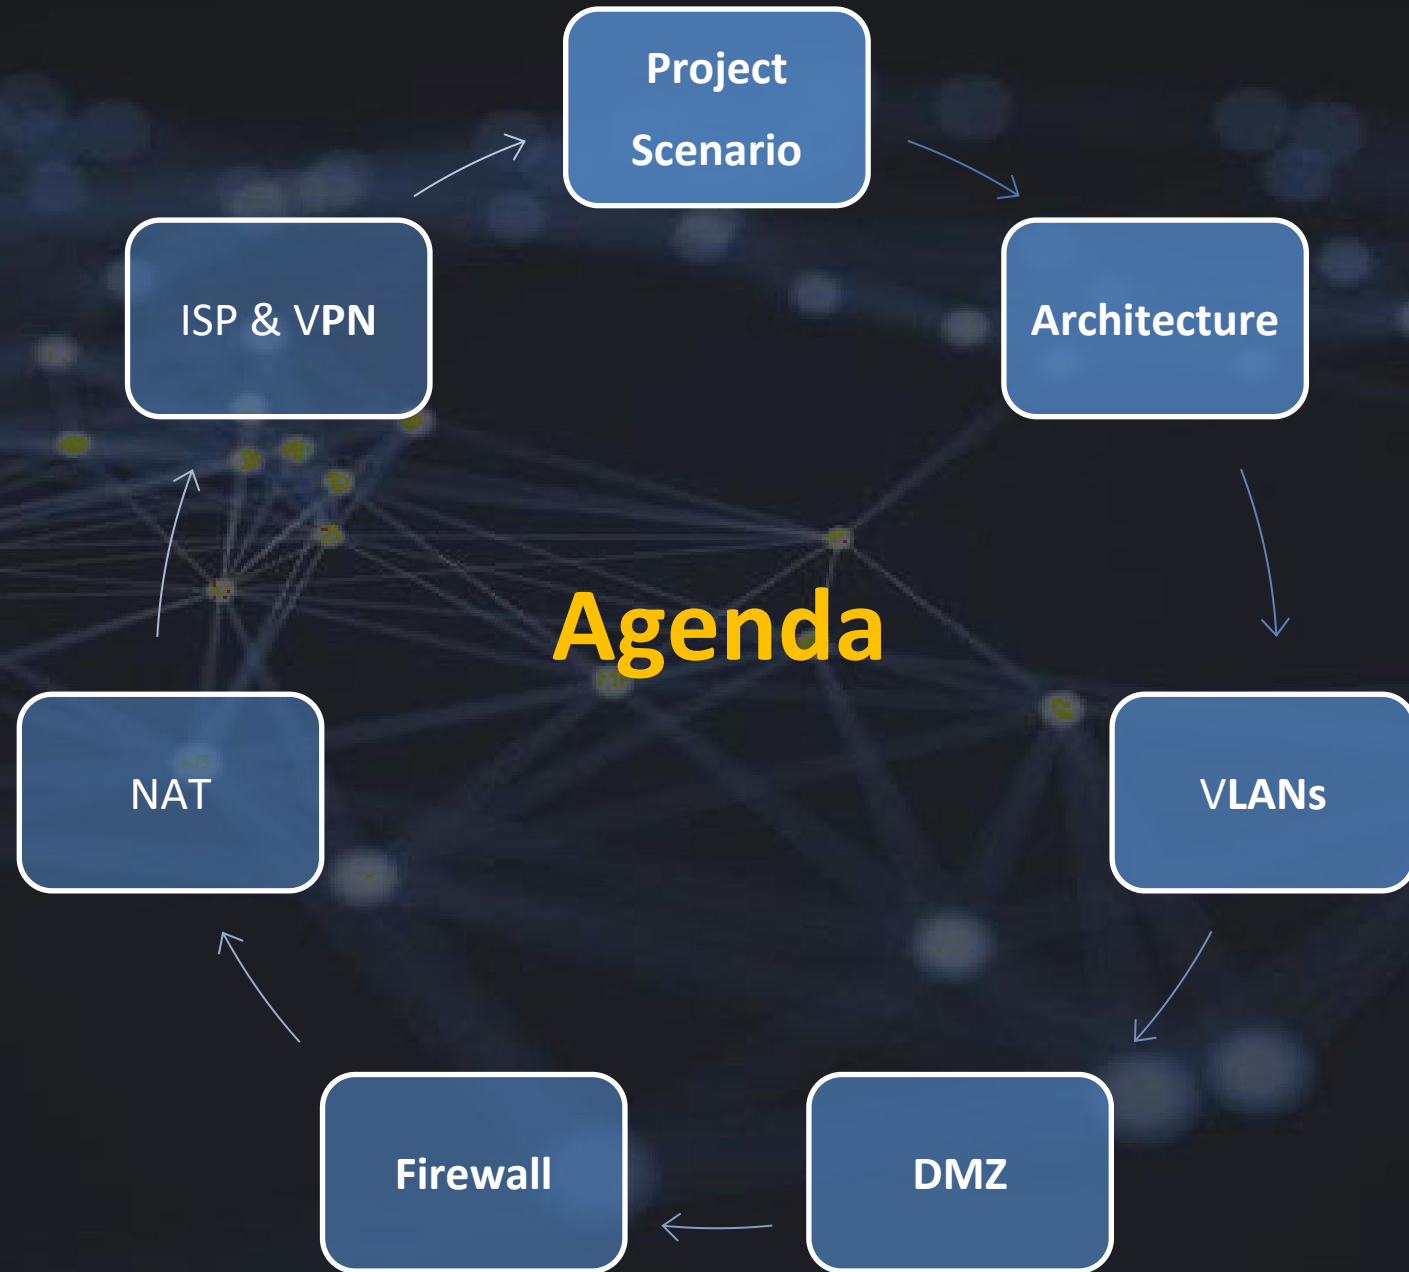 Project
Scenario
Architecture
VLANs
DMZ
Firewall
NAT
ISP & VPN
Agenda